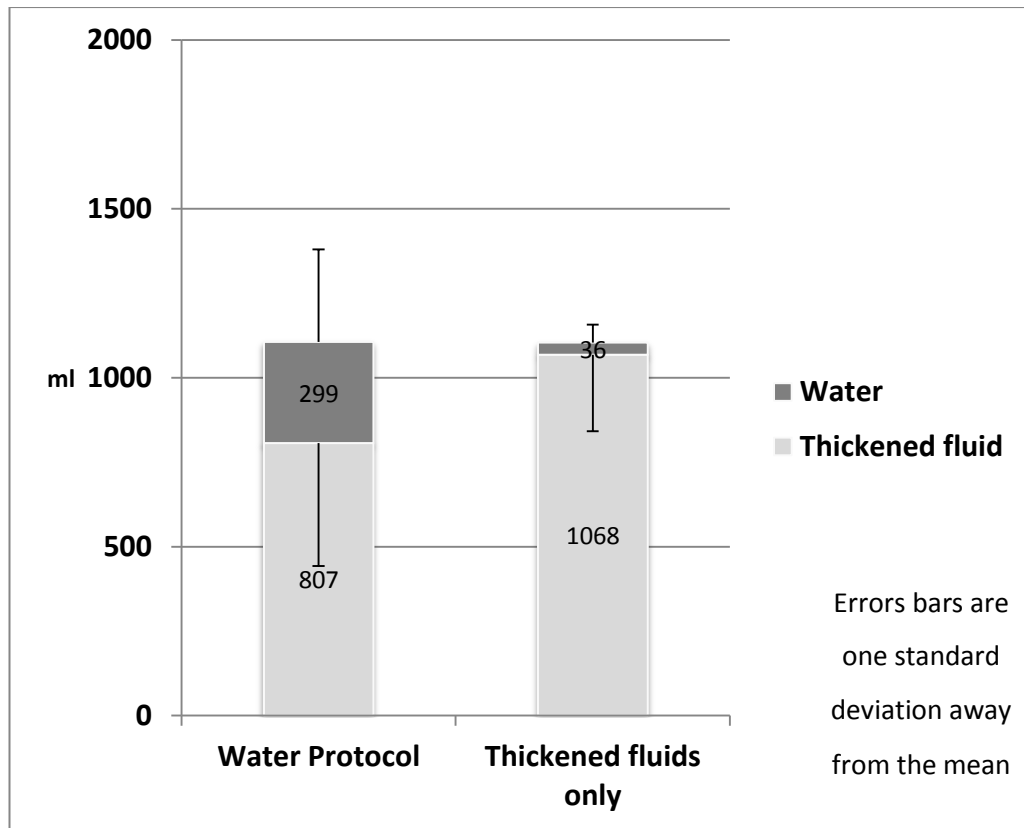 2000
1500
ml 1000
500
0
299
807
36
1068
Water Protocol
Thickened fluids
only
Water
Thickened fluid
Errors bars are
one standard
deviation away
from the mean